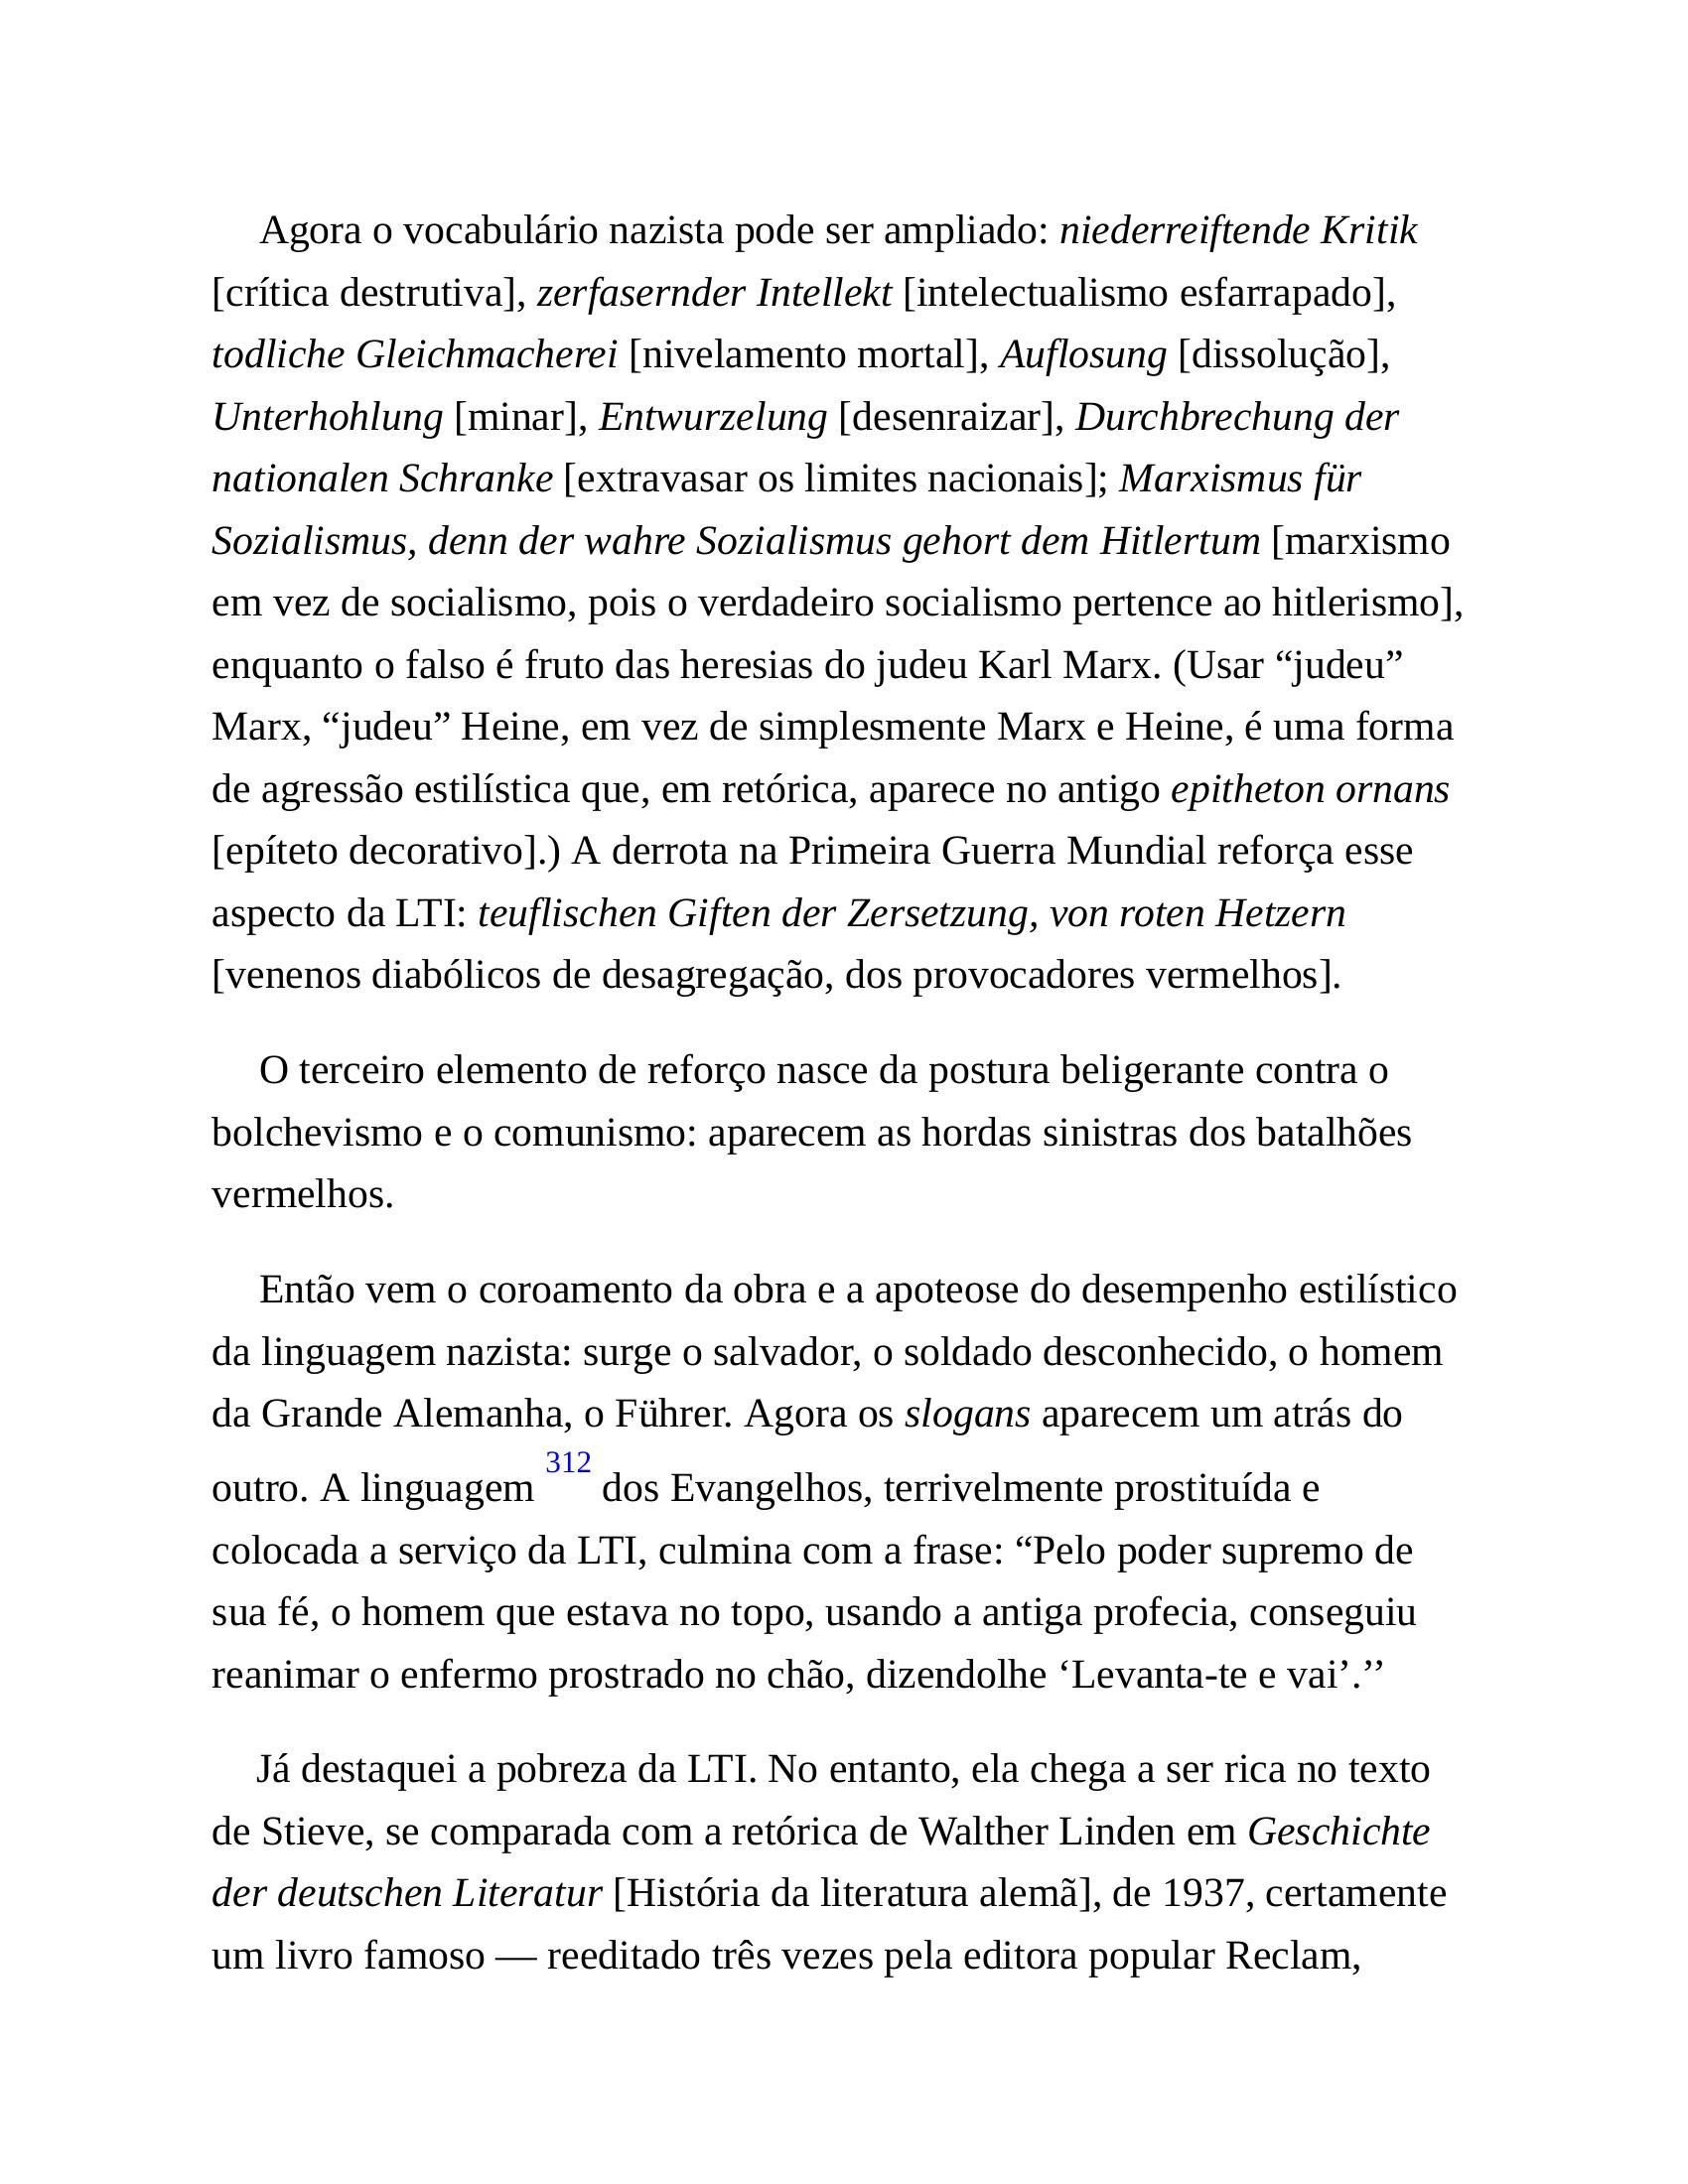 Agora o vocabulário nazista pode ser ampliado: niederreiftende Kritik
[crítica destrutiva], zerfasernder Intellekt [intelectualismo esfarrapado],
todliche Gleichmacherei [nivelamento mortal], Auflosung [dissolução],
Unterhohlung [minar], Entwurzelung [desenraizar], Durchbrechung der
nationalen Schranke [extravasar os limites nacionais]; Marxismus für
Sozialismus, denn der wahre Sozialismus gehort dem Hitlertum [marxismo
em vez de socialismo, pois o verdadeiro socialismo pertence ao hitlerismo],
enquanto o falso é fruto das heresias do judeu Karl Marx. (Usar “judeu”
Marx, “judeu” Heine, em vez de simplesmente Marx e Heine, é uma forma
de agressão estilística que, em retórica, aparece no antigo epitheton ornans
[epíteto decorativo].) A derrota na Primeira Guerra Mundial reforça esse
aspecto da LTI: teuflischen Giften der Zersetzung, von roten Hetzern
[venenos diabólicos de desagregação, dos provocadores vermelhos].
O terceiro elemento de reforço nasce da postura beligerante contra o
bolchevismo e o comunismo: aparecem as hordas sinistras dos batalhões
vermelhos.
Então vem o coroamento da obra e a apoteose do desempenho estilístico
da linguagem nazista: surge o salvador, o soldado desconhecido, o homem
da Grande Alemanha, o Führer. Agora os slogans aparecem um atrás do
outro. A linguagem 312 dos Evangelhos, terrivelmente prostituída e
colocada a serviço da LTI, culmina com a frase: “Pelo poder supremo de
sua fé, o homem que estava no topo, usando a antiga profecia, conseguiu
reanimar o enfermo prostrado no chão, dizendolhe ‘Levanta-te e vai’.’’
Já destaquei a pobreza da LTI. No entanto, ela chega a ser rica no texto
de Stieve, se comparada com a retórica de Walther Linden em Geschichte
der deutschen Literatur [História da literatura alemã], de 1937, certamente
um livro famoso — reeditado três vezes pela editora popular Reclam,